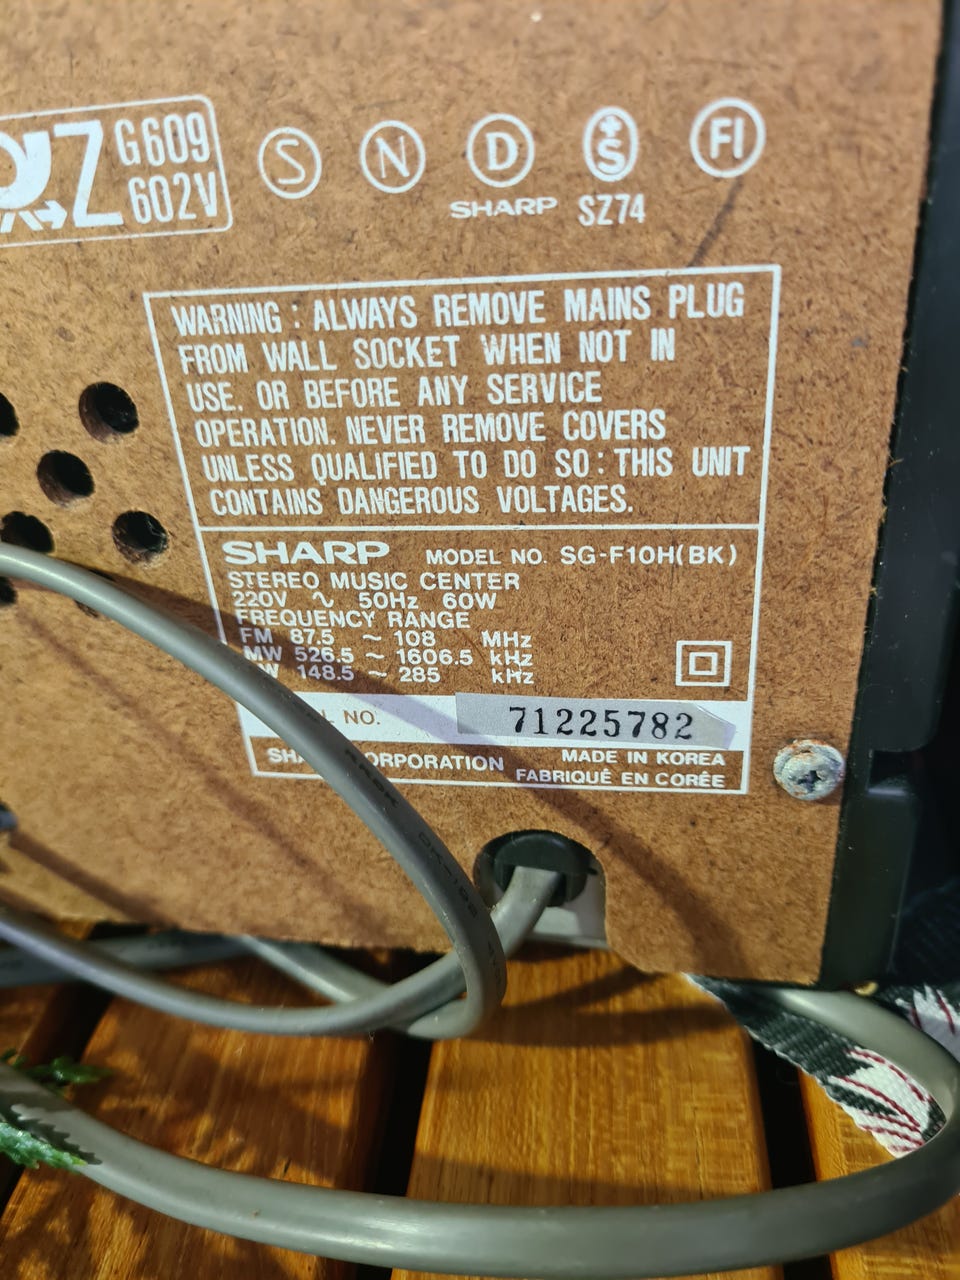 Z G609
602V
S N D S FI
SHARP SZ74
WARNING : ALWAYS REMOVE MAINS PLUG
FROM WALL SOCKET WHEN NOT IN
USE, OR BEFORE ANY SERVICE
OPERATION. NEVER REMOVE COVERS
UNLESS QUALIFIED TO DO SO : THIS UNIT
CONTAINS DANGEROUS VOLTAGES.
SHARP MODEL NO. SG-F10H(BK)
STEREO MUSIC CENTER
220V ~ 50Hz 60W
FREQUENCY RANGE
FM 87.5 ~ 108 MHz
MW 526.5 ~ 1606.5 kHz
148.5 ~ 285 kHz
NO. 71225782
MADE IN KOREA
CORPORATION
FABRIQUÉ EN CORÉE